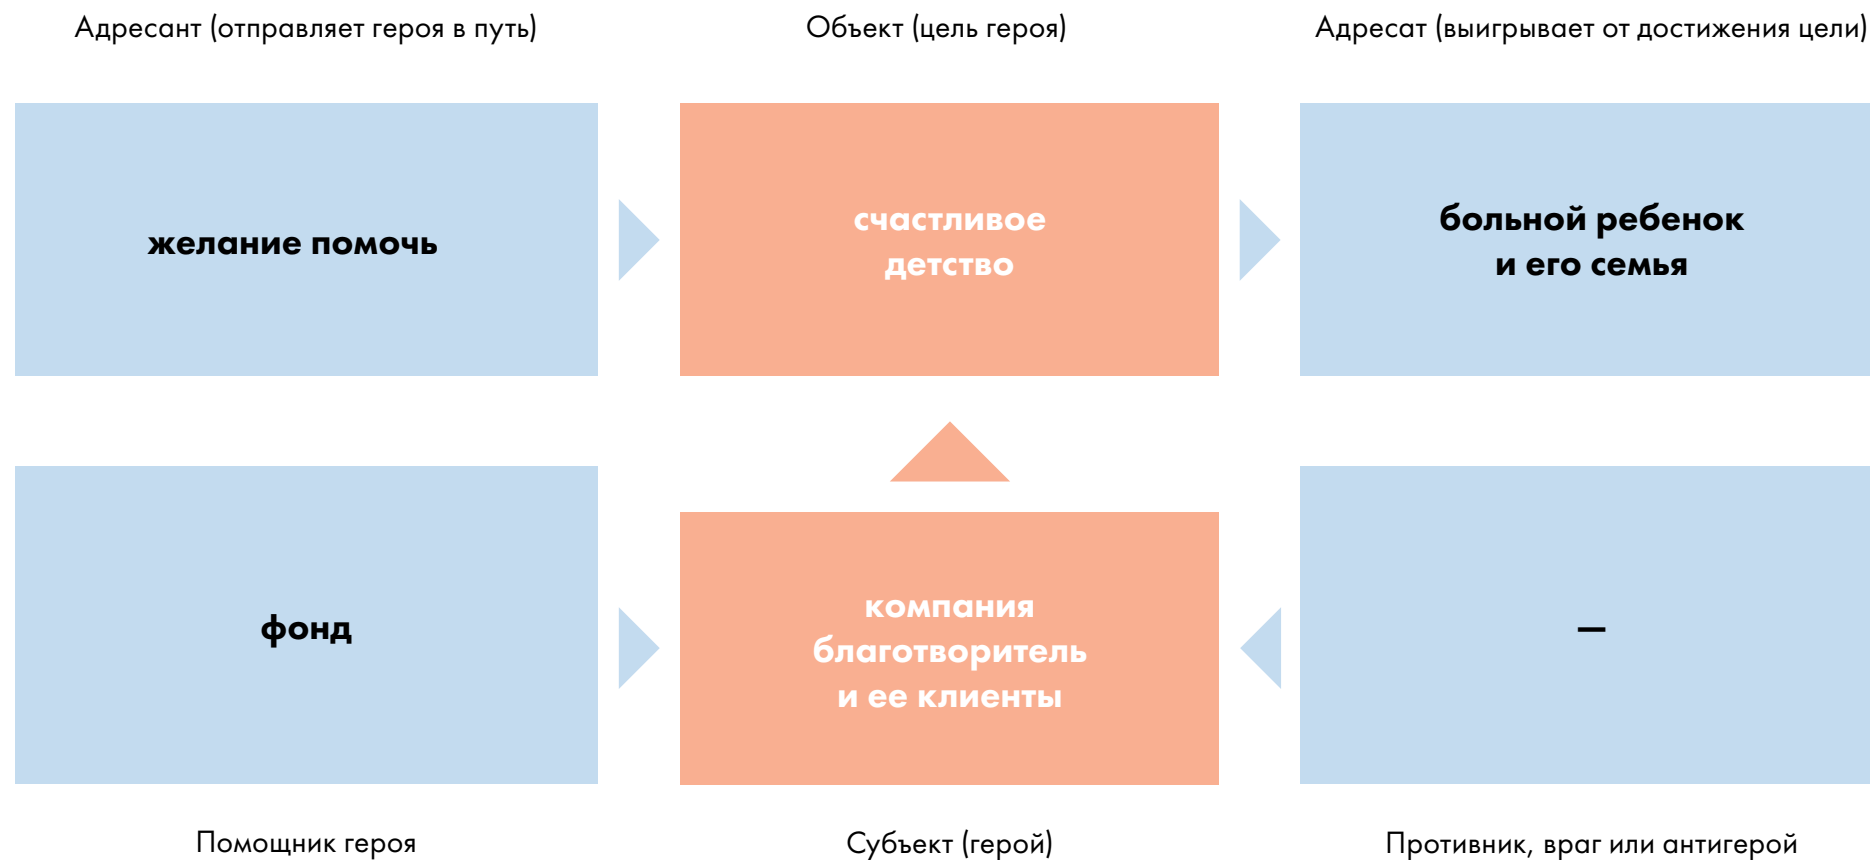 Адресант (отправляет героя в путь)
Объект (цель героя)
Адресат (выигрывает от достижения цели)
желание помочь
счастливое
детство
больной ребенок
и его семья
фонд
компания
благотворитель
и ее клиенты
—
Помощник героя
Субъект (герой)
Противник, враг или антигерой